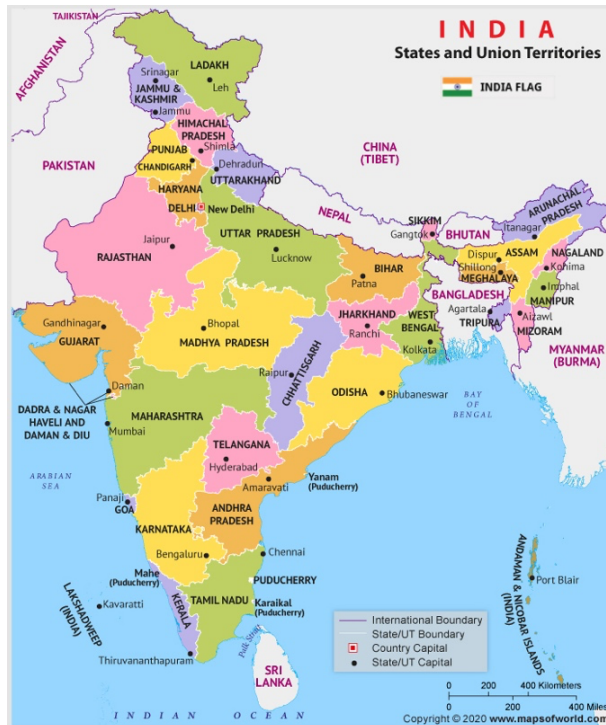 INDIA
States and Union Territories
INDIA FLAG
TAJIKISTAN
AFGHANISTAN
PAKISTAN
CHINA
(TIBET)
NEPAL
BHUTAN
BANGLADESH
MYANMAR
(BURMA)
SRI
LANKA
LADAKH
Leh
Srinagar
JAMMU &
KASHMIR
Jammu
HIMACHAL
PRADESH
Shimla
PUNJAB
CHANDIGARH
Dehradun
UTTARAKHAND
HARYANA
DELHI
New Delhi
UTTAR PRADESH
Lucknow
Jaipur
RAJASTHAN
SIKKIM
Gangtok
ARUNACHAL
PRADESH
Itanagar
ASSAM
Dispur
NAGALAND
Kohima
Shillong
MEGHALAYA
Imphal
MANIPUR
Agartala
TRIPURA
Aizawl
MIZORAM
BIHAR
Patna
JHARKHAND
Ranchi
WEST
BENGAL
Kolkata
Gandhinagar
GUJARAT
Bhopal
MADHYA PRADESH
CHHATTISGARH
Raipur
ODISHA
Bhubaneswar
Daman
DADRA & NAGAR
HAVELI AND
DAMAN & DIU
MAHARASHTRA
Mumbai
TELANGANA
Hyderabad
Amaravati
Yanam
(Puducherry)
ANDHRA
PRADESH
Panaji
GOA
KARNATAKA
Bengaluru
Chennai
Mahe
(Puducherry)
PUDUCHERRY
TAMIL NADU
Karaikal
(Puducherry)
KERALA
Thiruvananthapuram
Kavaratti
LAKSHADWEEP
(INDIA)
ANDAMAN & NICOBAR ISLANDS
(INDIA)
Port Blair
ARABIAN
SEA
BAY
OF
BENGAL
Palk Strait
INDIAN OCEAN
International Boundary
State/UT Boundary
Country Capital
State/UT Capital
0 200 400 Kilometers
0 200 400 Miles
Copyright © 2020 www.mapsofworld.com